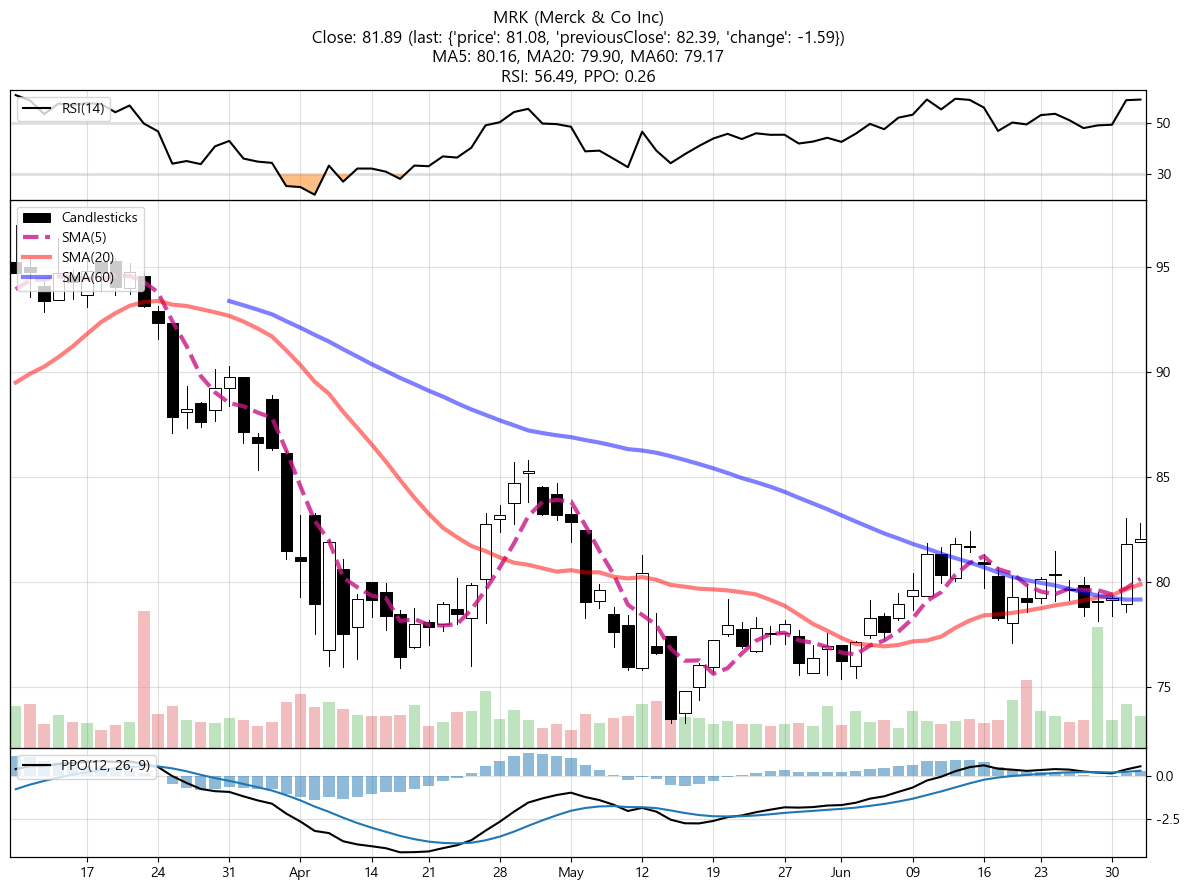 MRK (Merck & Co Inc)
Close: 81.89 (last: {'price': 81.08, 'previousClose': 82.39, 'change': -1.59})
MA5: 80.16, MA20: 79.90, MA60: 79.17
RSI: 56.49, PPO: 0.26
RSI(14)
50
30
Candlesticks
SMA(5)
SMA(20)
SMA(60)
95
90
85
80
75
PPO(12, 26, 9)
0.0
-2.5
17 24 31 Apr 14 21 28 May 12 19 27 Jun 09 16 23 30